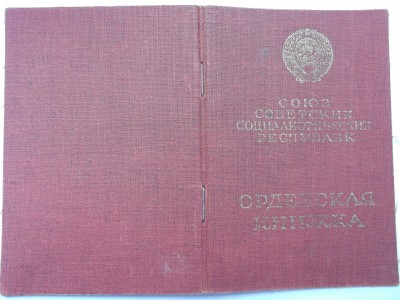 СОЮЗ
СОВЕТСКИХ
СОЦИАЛИСТИЧЕСКИХ
РЕСПУБЛИК
ОРДЕНСКАЯ
КНИЖКА